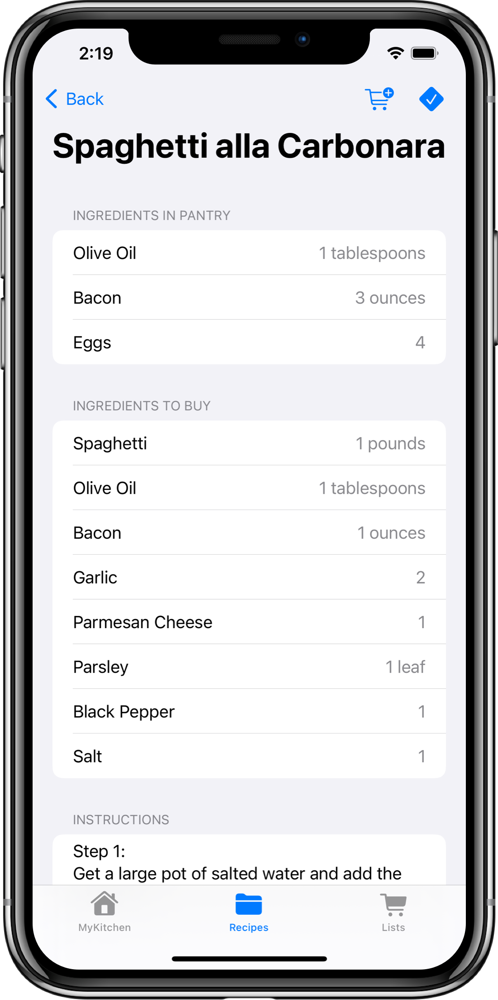 2:19
Back
Spaghetti alla Carbonara
INGREDIENTS IN PANTRY
Olive Oil 1 tablespoons
Bacon 3 ounces
Eggs 4
INGREDIENTS TO BUY
Spaghetti 1 pounds
Olive Oil 1 tablespoons
Bacon 1 ounces
Garlic 2
Parmesan Cheese 1
Parsley 1 leaf
Black Pepper 1
Salt 1
INSTRUCTIONS
Step 1:
Get a large pot of salted water and add the
MyKitchen Recipes Lists